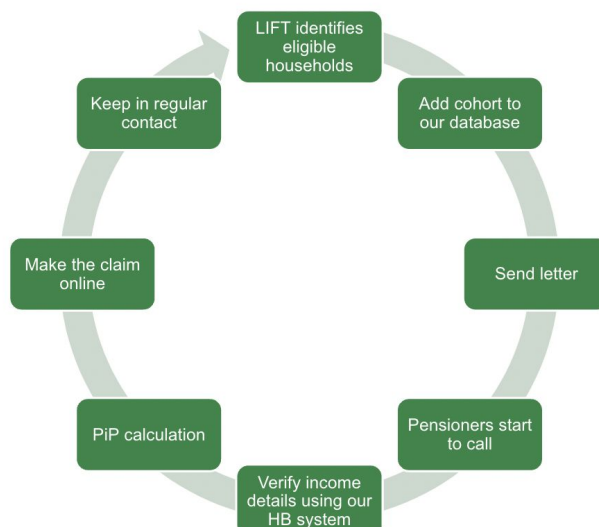 LIFT identifies
eligible
households
Add cohort to
our database
Send letter
Pensioners start
to call
Verify income
details using our
HB system
PiP calculation
Make the claim
online
Keep in regular
contact